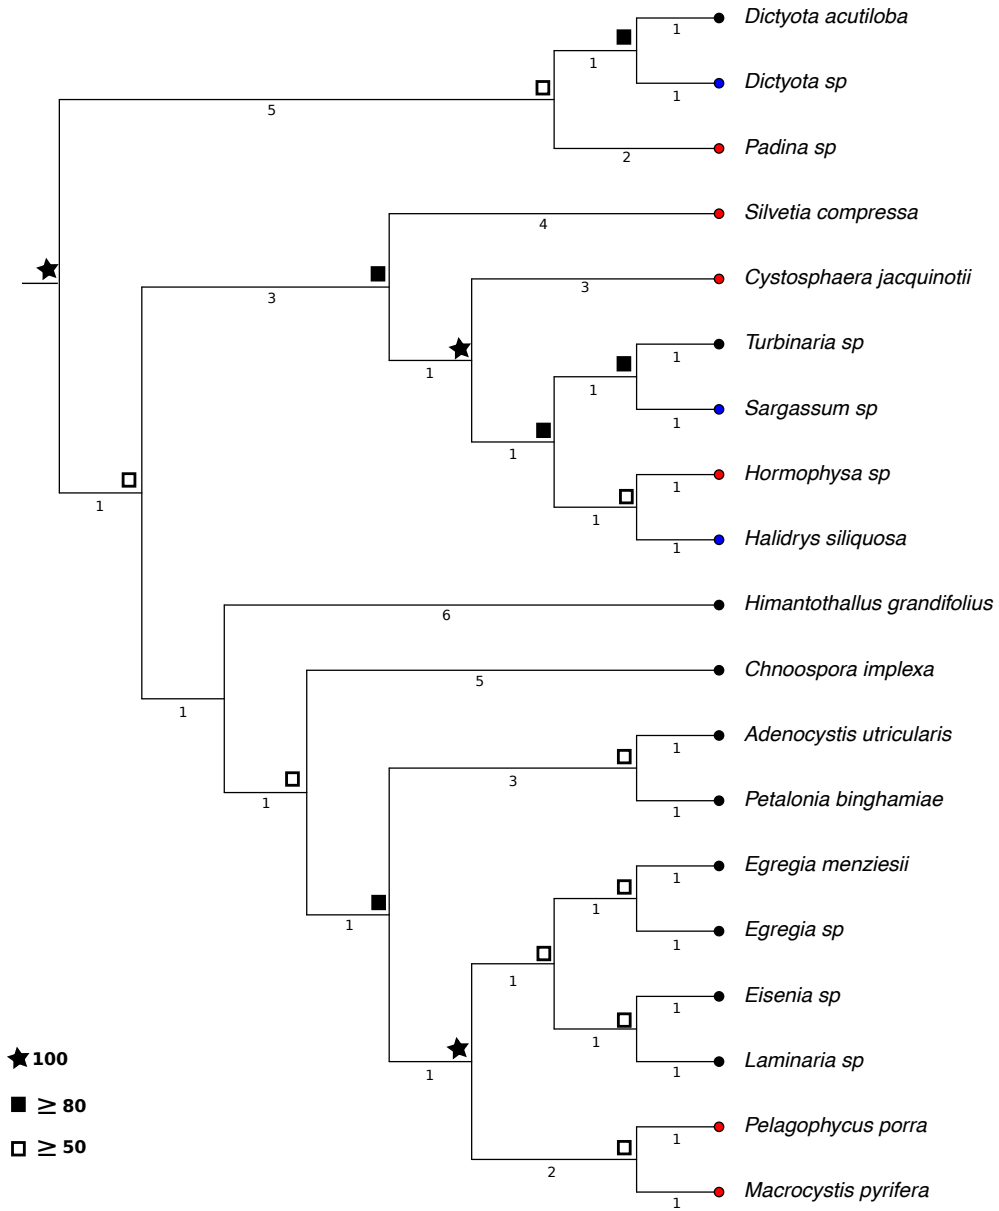 Dictyota acutiloba
1
1
Dictyota sp
1
5
Padina sp
2
Silvetia compressa
4
Cystosphaera jacquinotii
3
3
Turbinaria sp
1
1
1
Sargassum sp
1
1
Hormophysa sp
1
1
1
Halidrys siliquosa
1
Himantothallus grandifolius
6
Chnoospora implexa
5
1
Adenocystis utricularis
1
3
1
Petalonia binghamiae
1
Egregia menziesii
1
1
1
Egregia sp
1
1
Eisenia sp
1
1
Laminaria sp
1
1
Pelagophycus porra
1
2
Macrocystis pyrifera
1
100
≥ 80
≥ 50